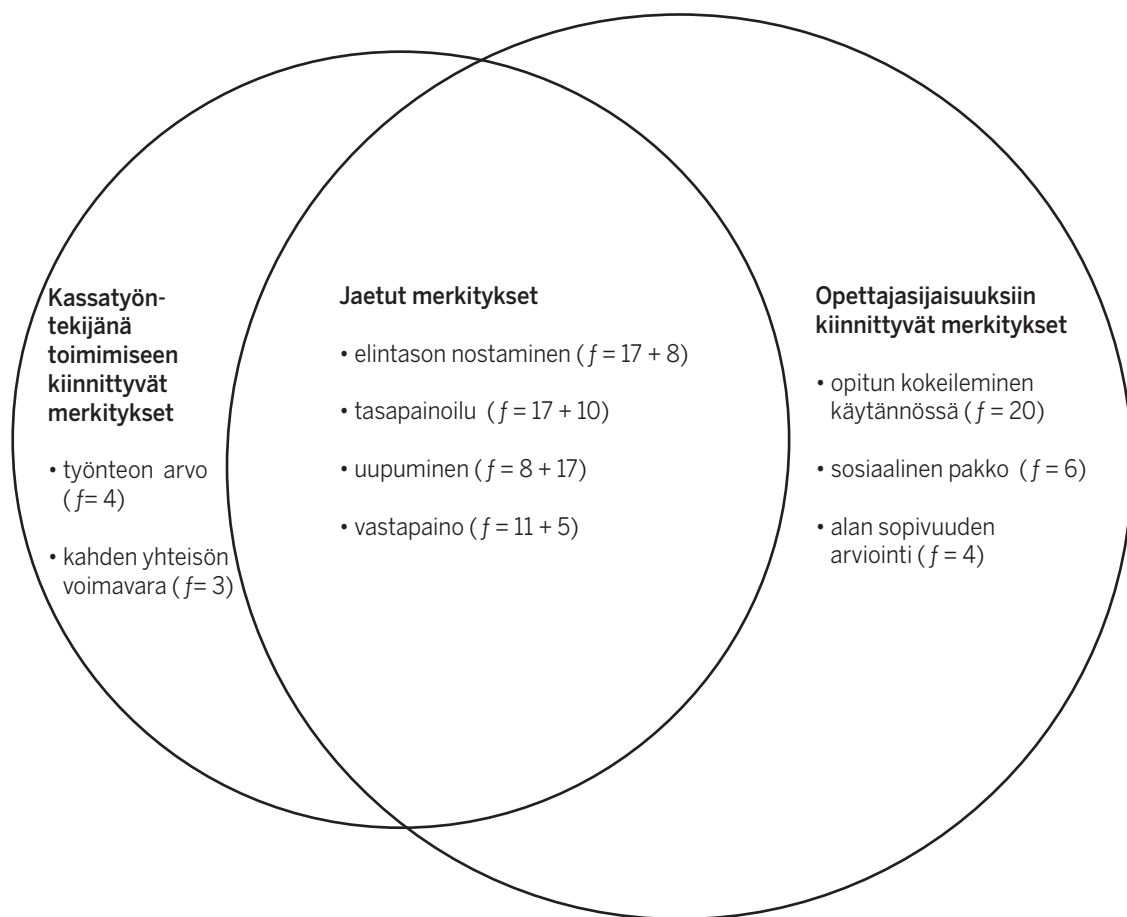 Kassatyön-
tekijänä
toimimiseen
kiinnittyvät
merkitykset
• työnteon arvo
(f= 4)
• kahden yhteisön
voimavara (f= 3)
Jaetut merkitykset
• elintason nostaminen (f = 17 + 8)
• tasapainoilu (f = 17 + 10)
• uupuminen (f = 8 + 17)
• vastapaino (f = 11 + 5)
Opettajasijaisuuksiin
kiinnittyvät merkitykset
• opitun kokeileminen
käytännössä (f = 20)
• sosiaalinen pakko (f = 6)
• alan sopivuuden
arviointi (f = 4)